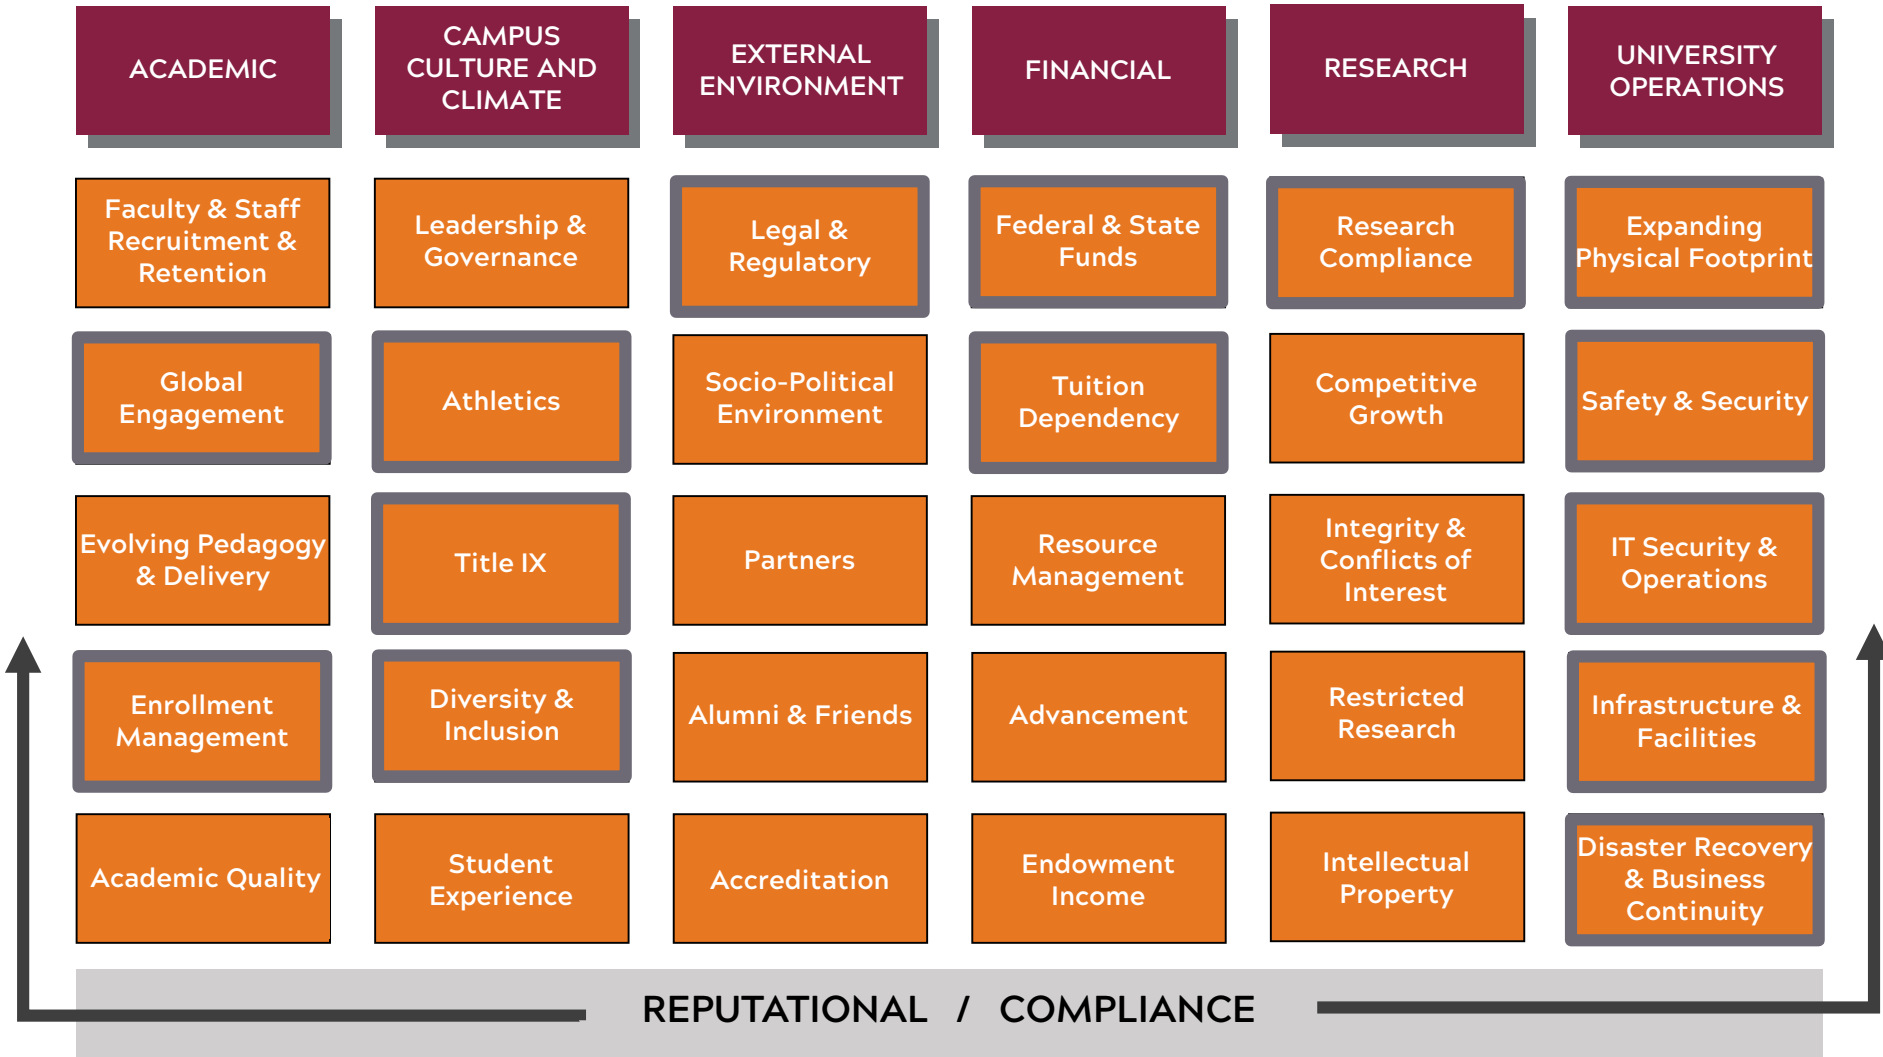 ACADEMIC
CAMPUS
CULTURE AND
CLIMATE
EXTERNAL
ENVIRONMENT
FINANCIAL
RESEARCH
UNIVERSITY
OPERATIONS
Faculty & Staff
Recruitment &
Retention
Leadership &
Governance
Legal &
Regulatory
Federal & State
Funds
Research
Compliance
Expanding
Physical Footprint
Global
Engagement
Athletics
Socio-Political
Environment
Tuition
Dependency
Competitive
Growth
Safety & Security
Evolving Pedagogy
& Delivery
Title IX
Partners
Resource
Management
Integrity &
Conflicts of
Interest
IT Security &
Operations
Enrollment
Management
Diversity &
Inclusion
Alumni & Friends
Advancement
Restricted
Research
Infrastructure &
Facilities
Academic Quality
Student
Experience
Accreditation
Endowment
Income
Intellectual
Property
Disaster Recovery
& Business
Continuity
REPUTATIONAL / COMPLIANCE